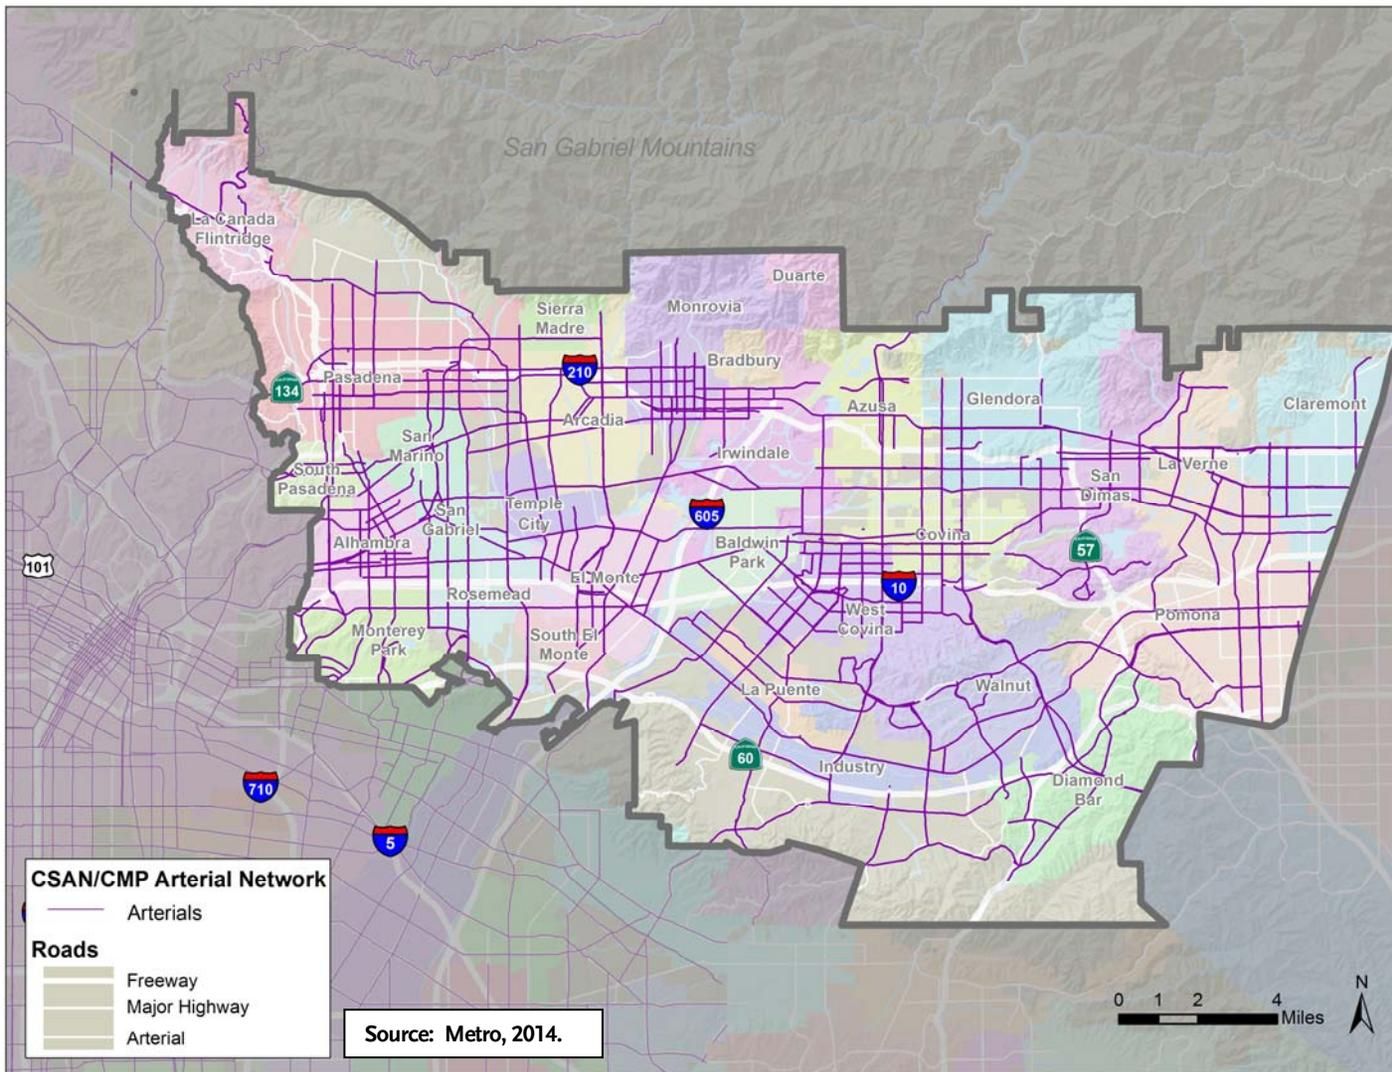 San Gabriel Mountains
La Canada
Flintridge
Duarte
Monrovia
Sierra
Madre
Bradbury
210
Pasadena
134
Arcadia
Azusa
Glendora
Claremont
San
Marino
Irwindale
South
Pasadena
La Verne
San
Dimas
Temple
City
San
Gabriel
605
Alhambra
Baldwin
Park
Covina
57
101
El Monte
10
Rosemead
West
Covina
Pomona
Monterey
Park
South El
Monte
La Puente
Walnut
60
Industry
Diamond
Bar
710
5
CSAN/CMP Arterial Network
Arterials
Roads
Freeway
Major Highway
Arterial
Source: Metro, 2014.
0 1 2 4
Miles
N